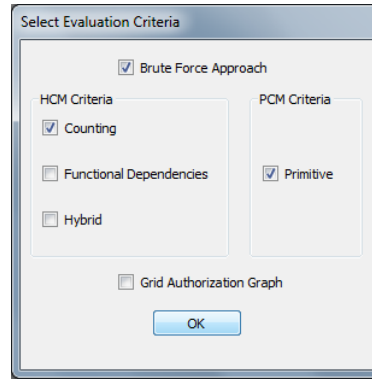 Select Evaluation Criteria
Brute Force Approach
HCM Criteria
PCM Criteria
Counting
Functional Dependencies
Primitive
Hybrid
Grid Authorization Graph
OK